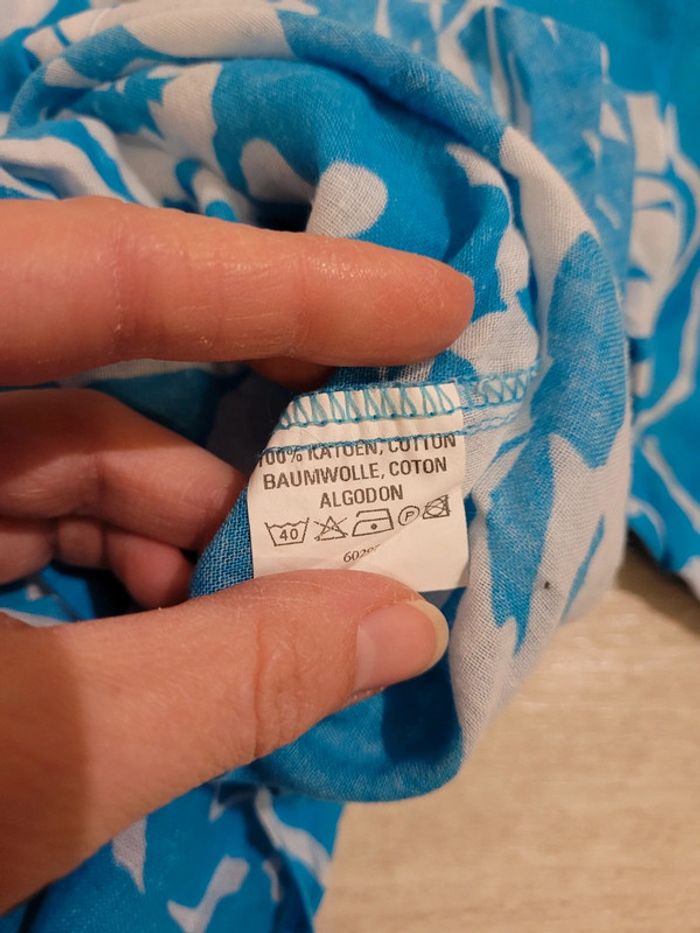 100% KATOEN, COTTON
BAUMWOLLE, COTON
ALGODON
40 P